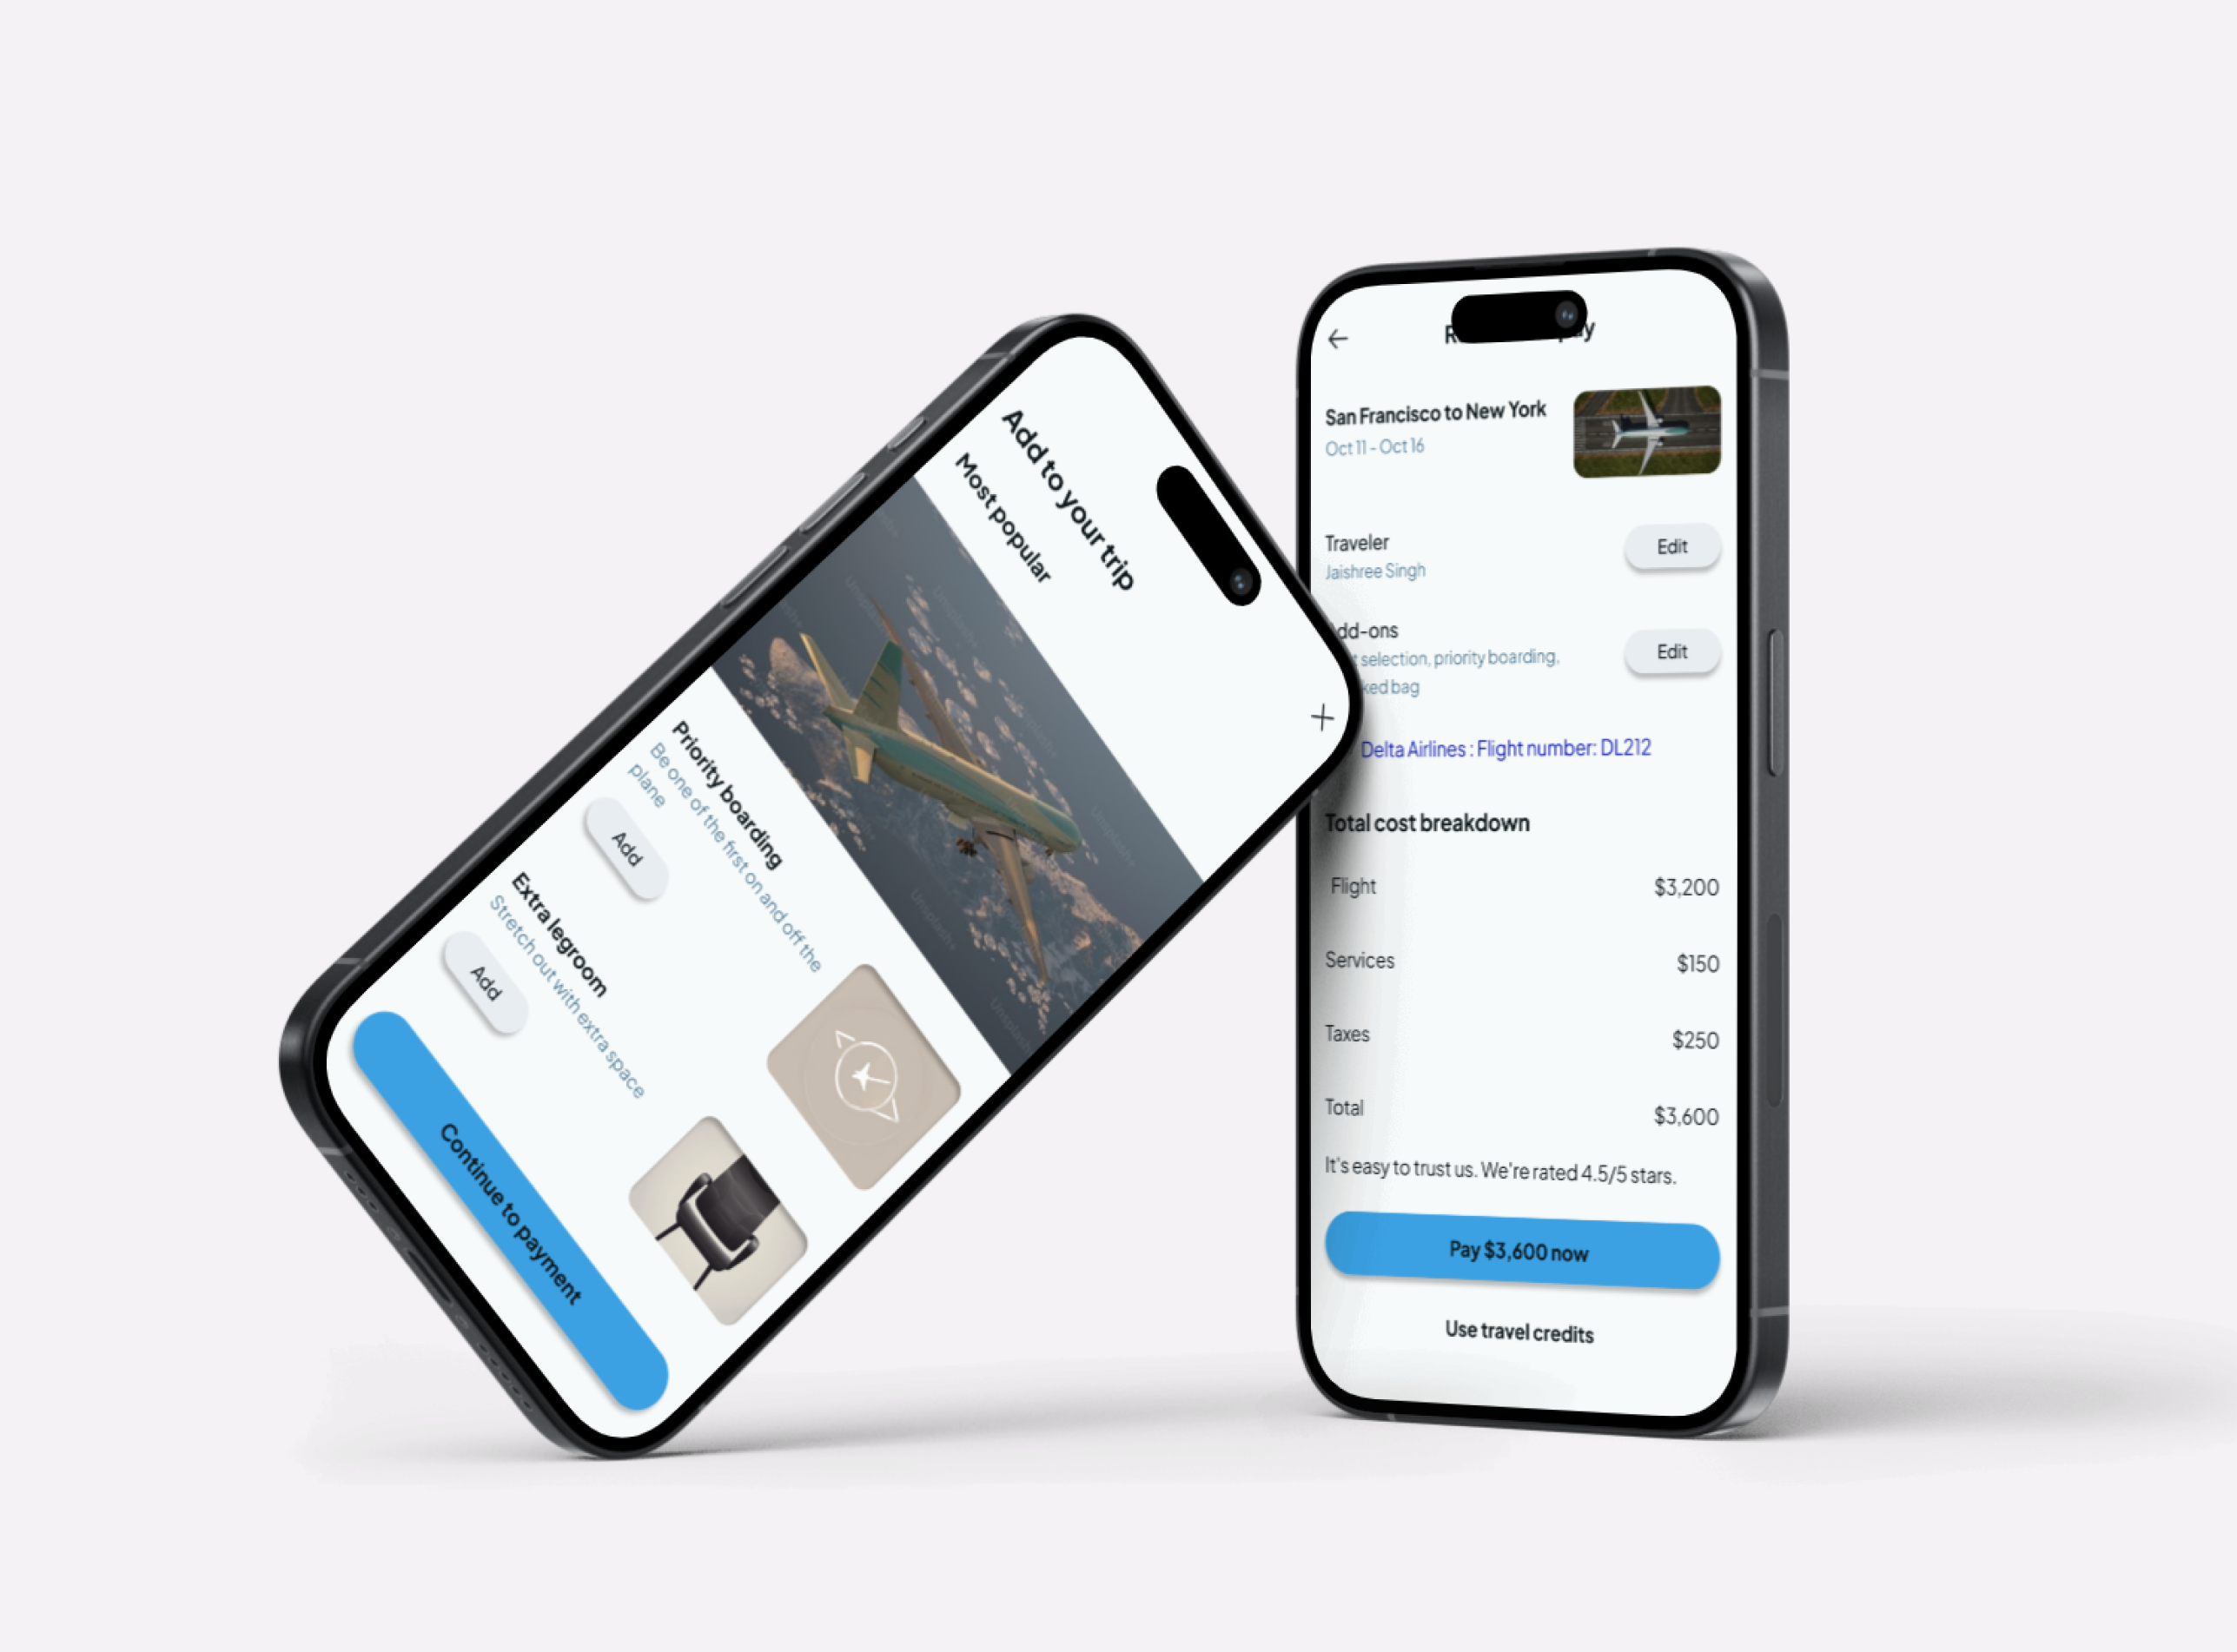 Add to your trip
Most popular
Unsplash+
Priority boarding
Be one of the first on and off the
plane
Add
Extra legroom
Stretch out with extra space
Add
Continue to payment
San Francisco to New York
Oct 11 - Oct 16
Traveler
Jaishree Singh
Edit
dd-ons
t selection, priority boarding,
ked bag
Edit
Delta Airlines : Flight number: DL212
Total cost breakdown
Flight $3,200
Services $150
Taxes $250
Total $3,600
It's easy to trust us. We're rated 4.5/5 stars.
Pay $3,600 now
Use travel credits